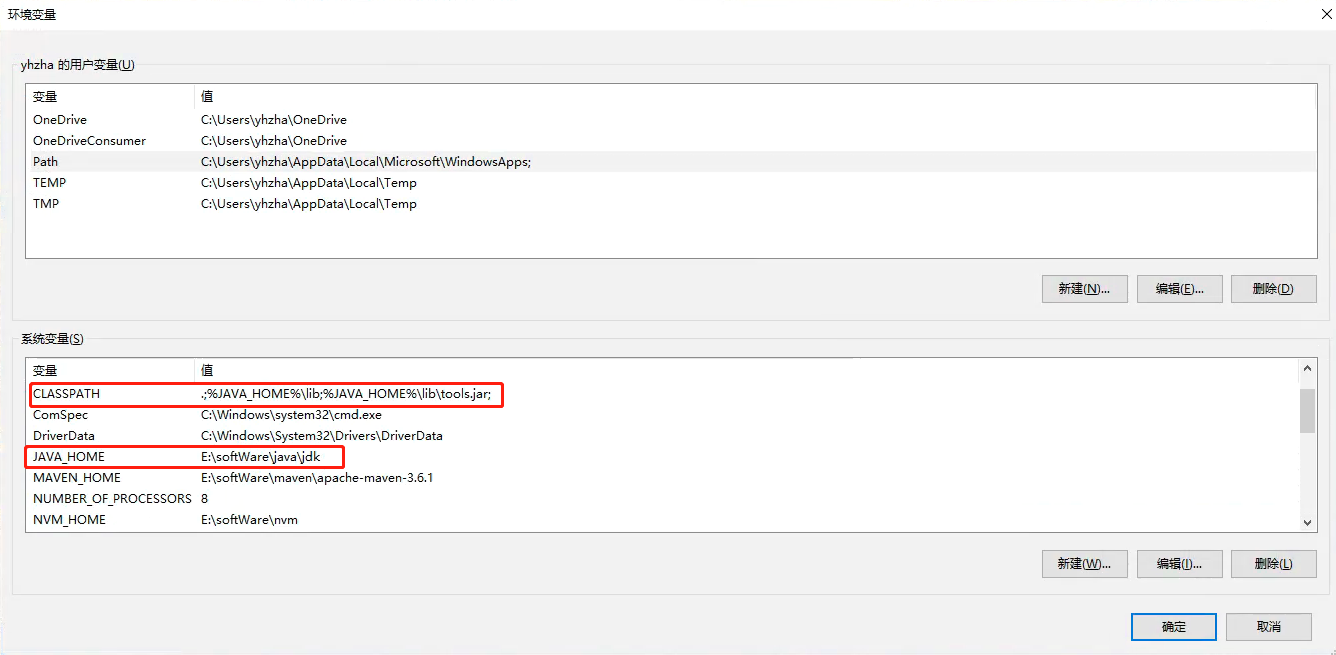 环境变量
yhzha 的用户变量(U)
变量 值
OneDrive C:\Users\yhzha\OneDrive
OneDriveConsumer C:\Users\yhzha\OneDrive
Path C:\Users\yhzha\AppData\Local\Microsoft\WindowsApps;
TEMP C:\Users\yhzha\AppData\Local\Temp
TMP C:\Users\yhzha\AppData\Local\Temp
新建(N)... 编辑(E)... 删除(D)
系统变量(S)
变量 值
CLASSPATH .;%JAVA_HOME%\lib;%JAVA_HOME%\lib\tools.jar;
ComSpec C:\Windows\system32\cmd.exe
DriverData C:\Windows\System32\Drivers\DriverData
JAVA_HOME E:\softWare\java\jdk
MAVEN_HOME E:\softWare\maven\apache-maven-3.6.1
NUMBER_OF_PROCESSORS 8
NVM_HOME E:\softWare\nvm
新建(W)... 编辑(I)... 删除(L)
确定 取消